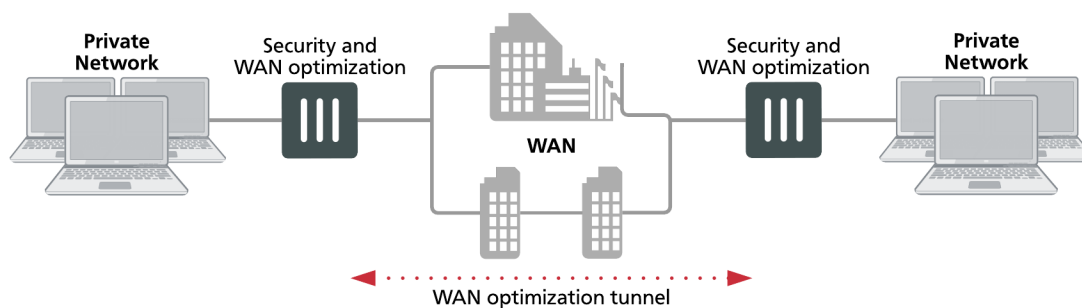 Private
Network
Security and
WAN optimization
WAN
Security and
WAN optimization
Private
Network
WAN optimization tunnel